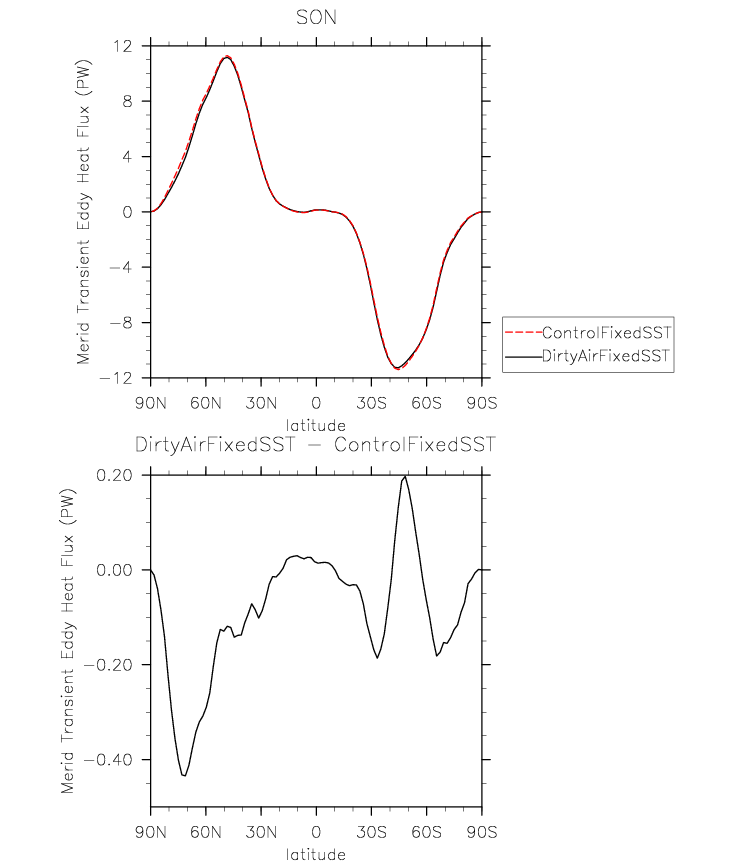 SON
Merid Transient Eddy Heat Flux (PW)
12
8
4
0
−4
−8
−12
90N 60N 30N 0 30S 60S 90S
latitude
ControlFixedSST
DirtyAirFixedSST
DirtyAirFixedSST − ControlFixedSST
Merid Transient Eddy Heat Flux (PW)
0.20
0.00
−0.20
−0.40
90N 60N 30N 0 30S 60S 90S
latitude